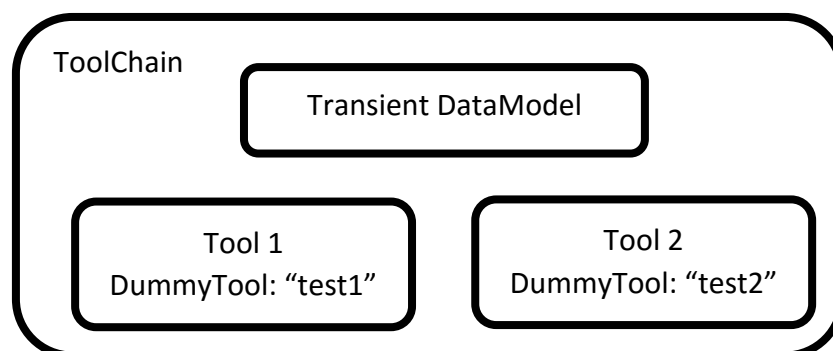 ToolChain
Transient DataModel
Tool 1
DummyTool: “test1”
Tool 2
DummyTool: “test2”